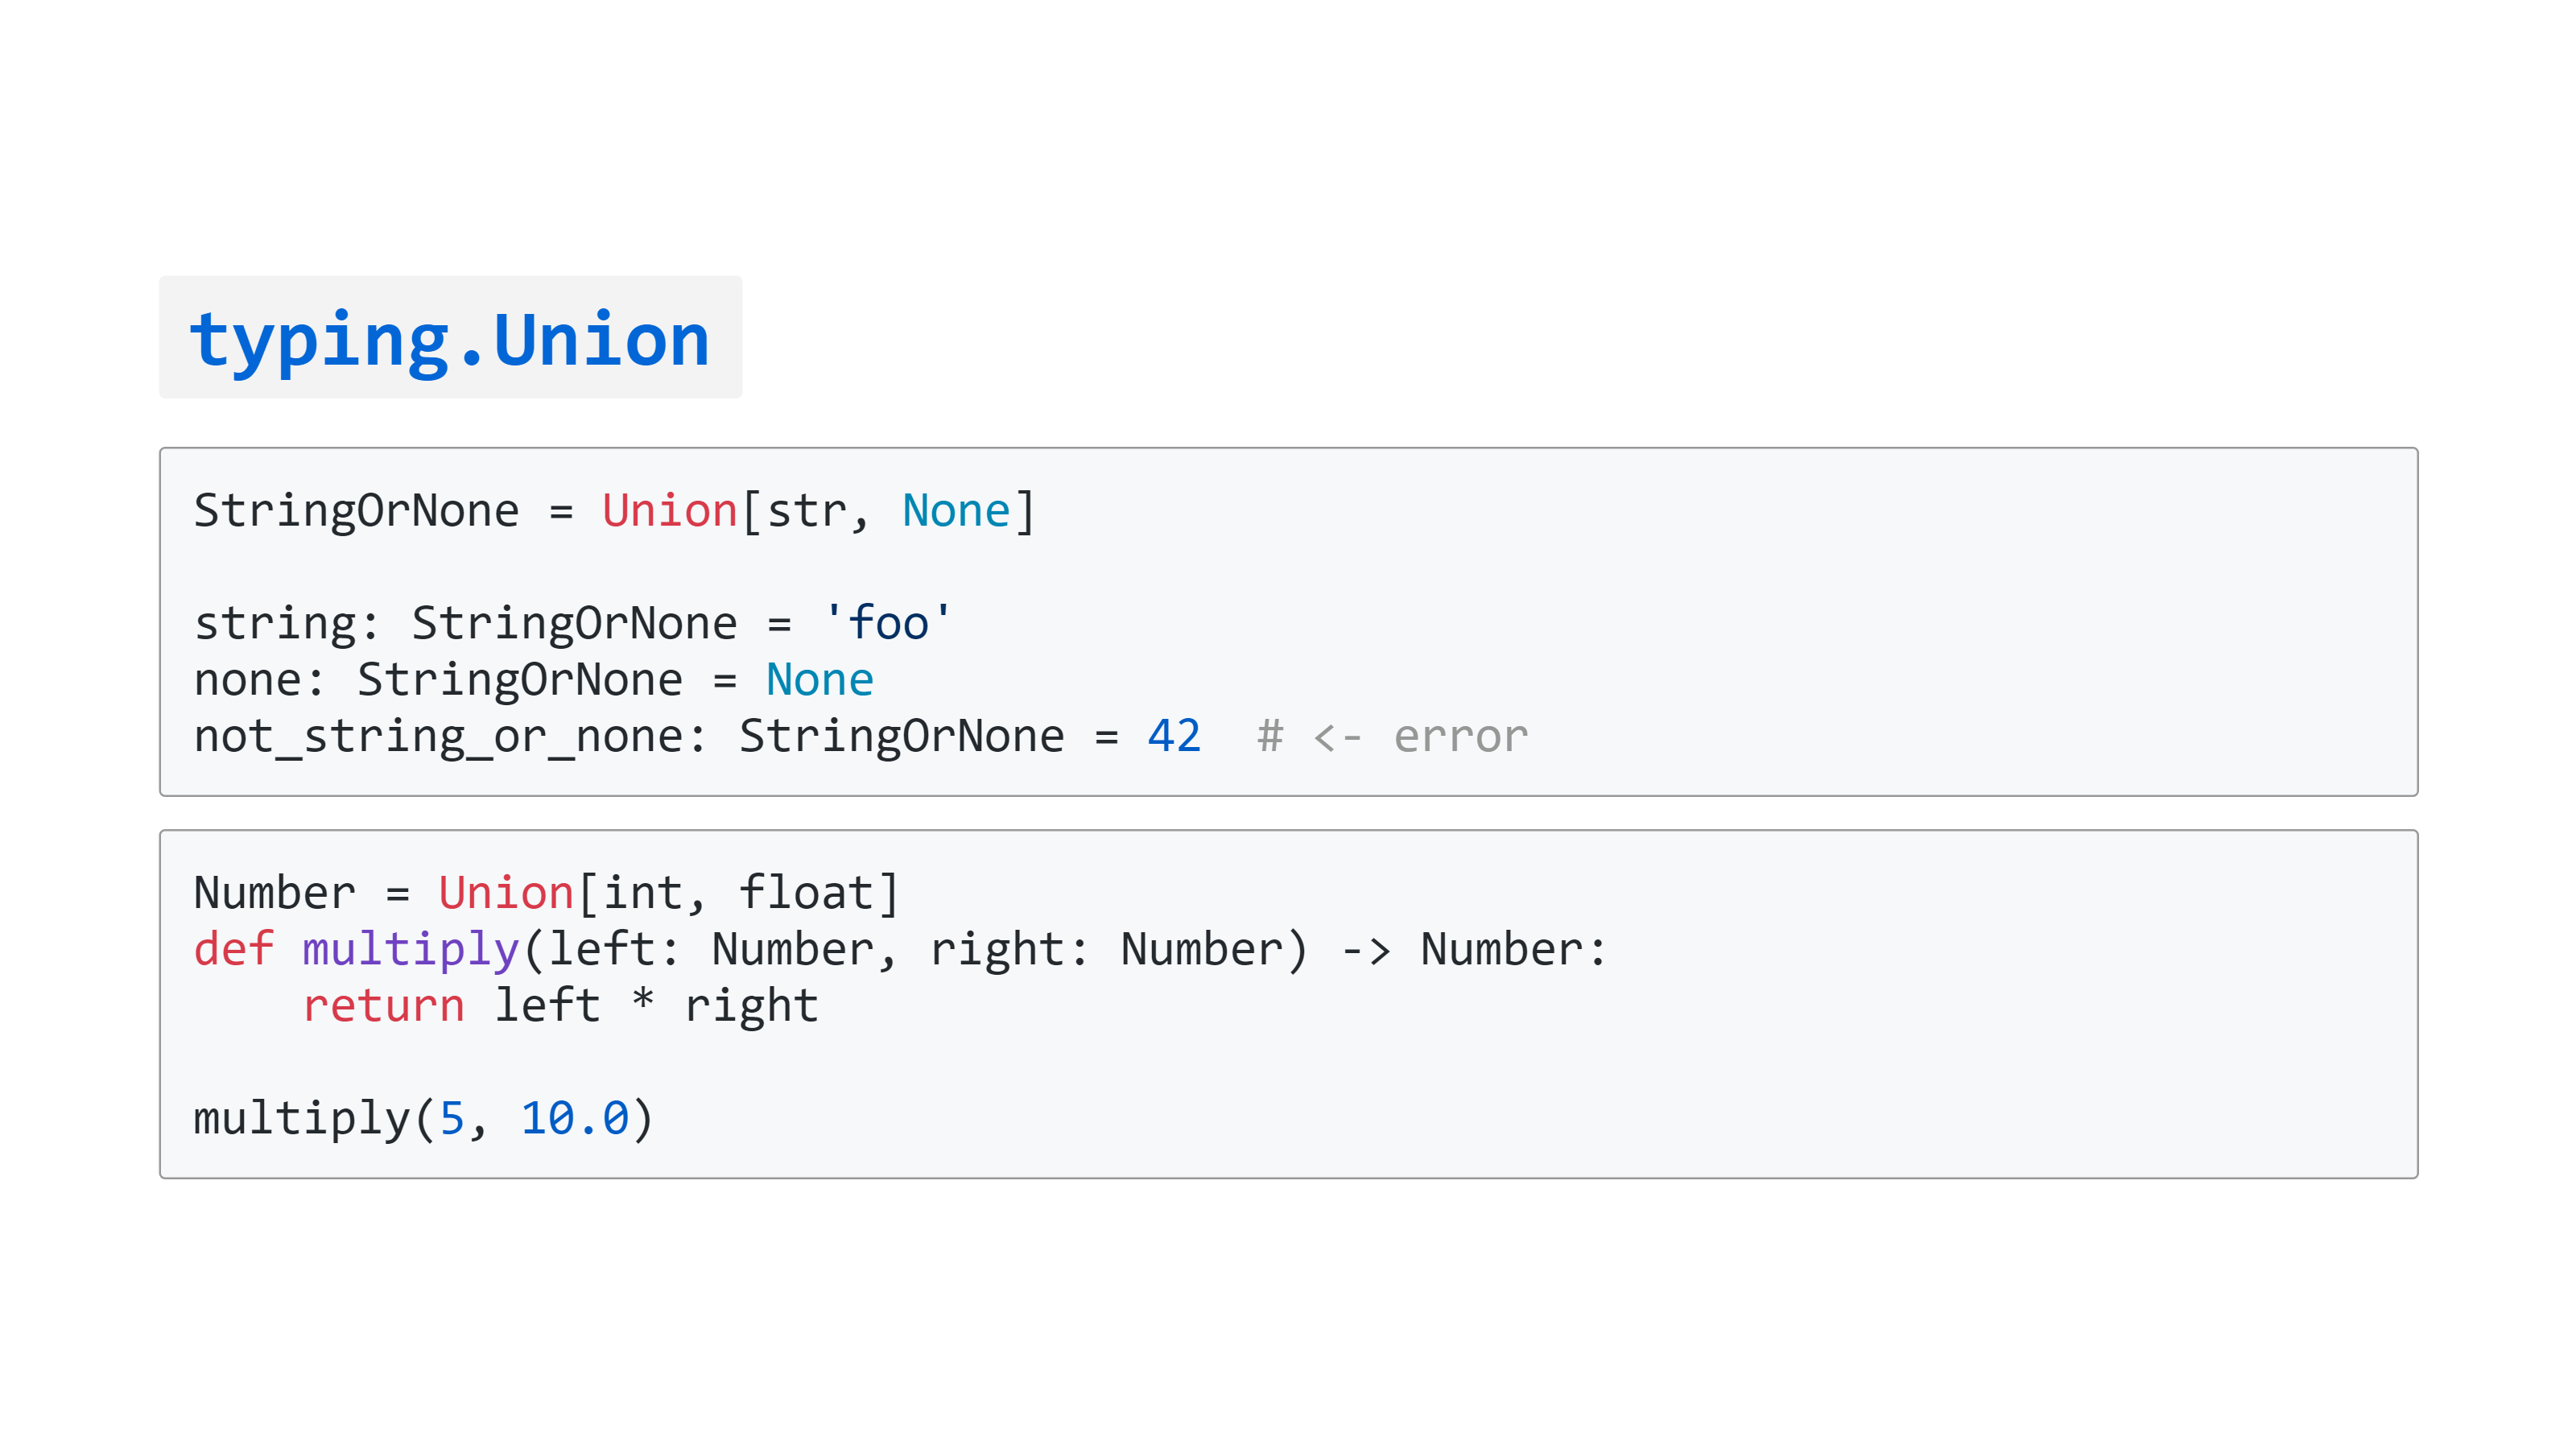 typing.Union
StringOrNone = Union[str, None]
string: StringOrNone = 'foo'
none: StringOrNone = None
not_string_or_none: StringOrNone = 42  # <- error
Number = Union[int, float]
def multiply(left: Number, right: Number) -> Number:
    return left * right
multiply(5, 10.0)